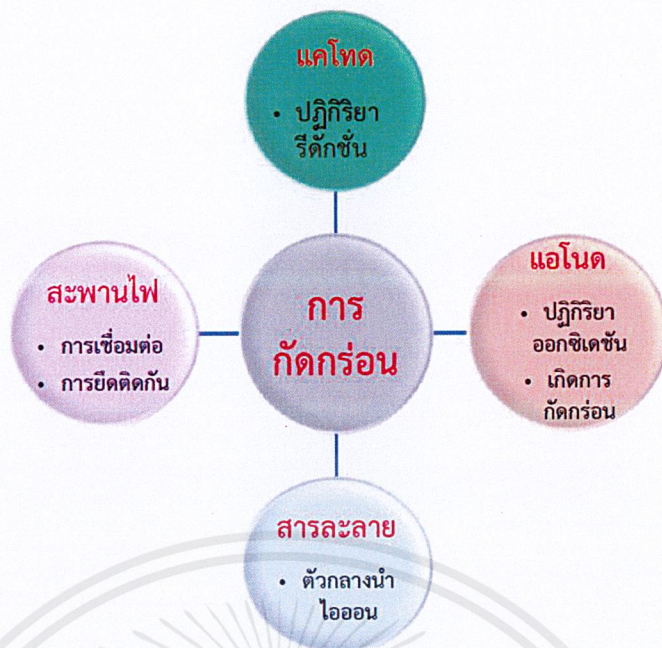 แคโทด
• ปฏิกิริยา
รีดักชั่น
สะพานไฟ
• การเชื่อมต่อ
• การยึดติดกัน
การ
กัดกร่อน
แอโนด
• ปฏิกิริยา
ออกซิเดชัน
• เกิดการ
กัดกร่อน
สารละลาย
• ตัวกลางนำ
ไอออน